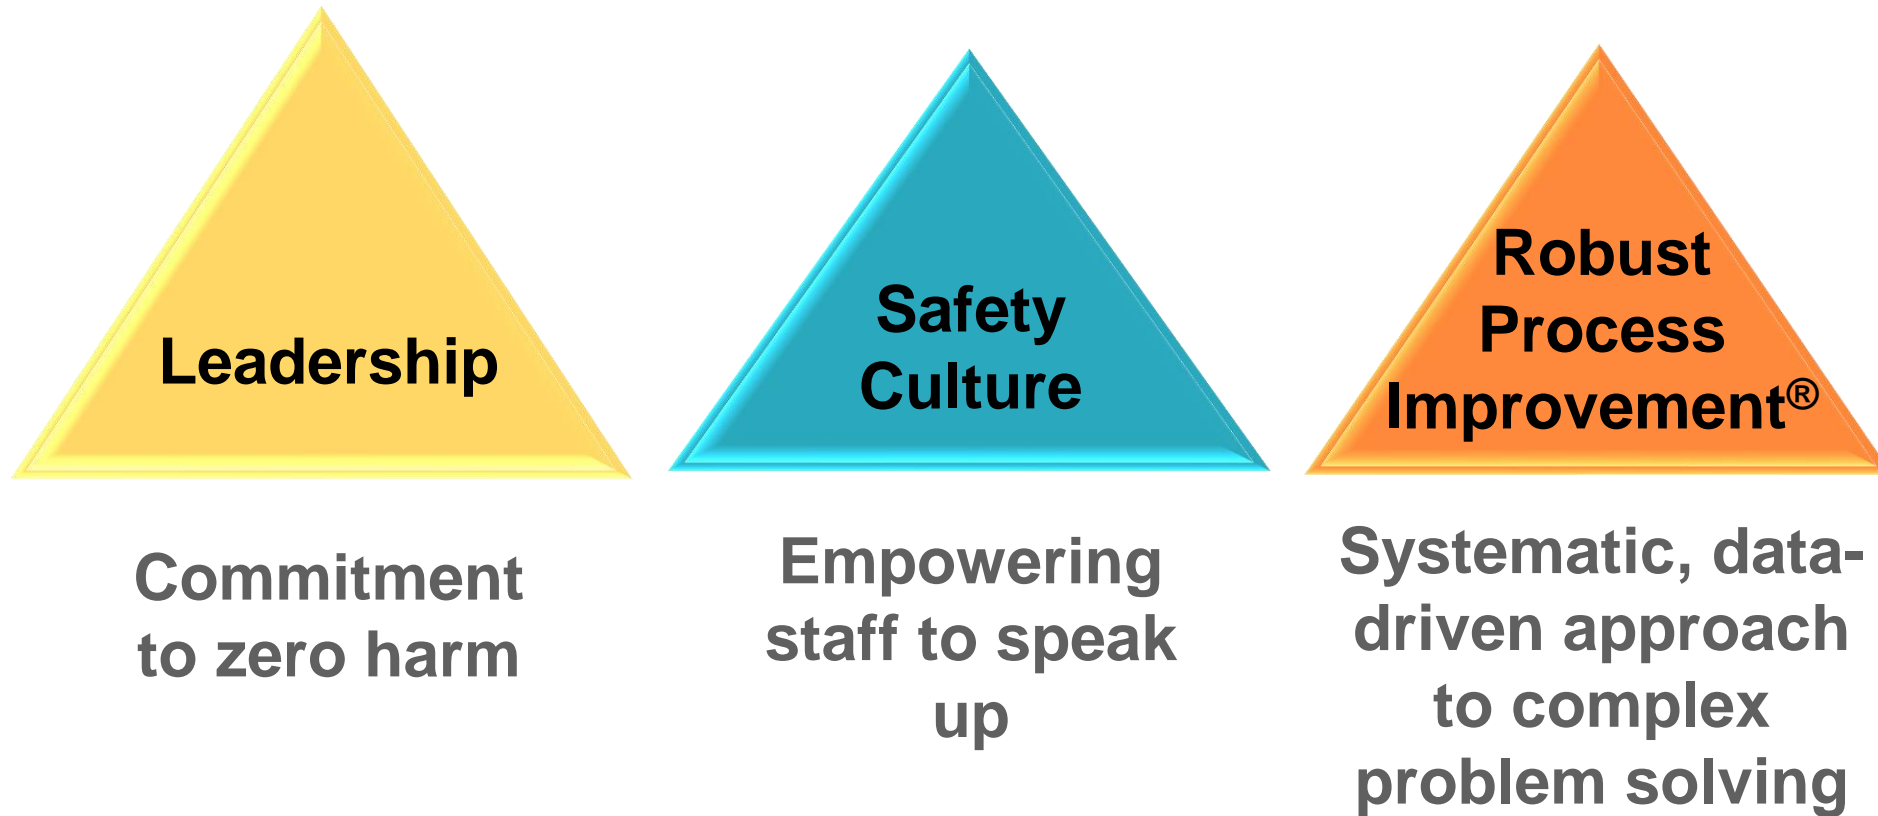 Leadership
Commitment
to zero harm
Safety
Culture
Empowering
staff to speak
up
Robust
Process
Improvement®
Systematic, data-
driven approach
to complex
problem solving